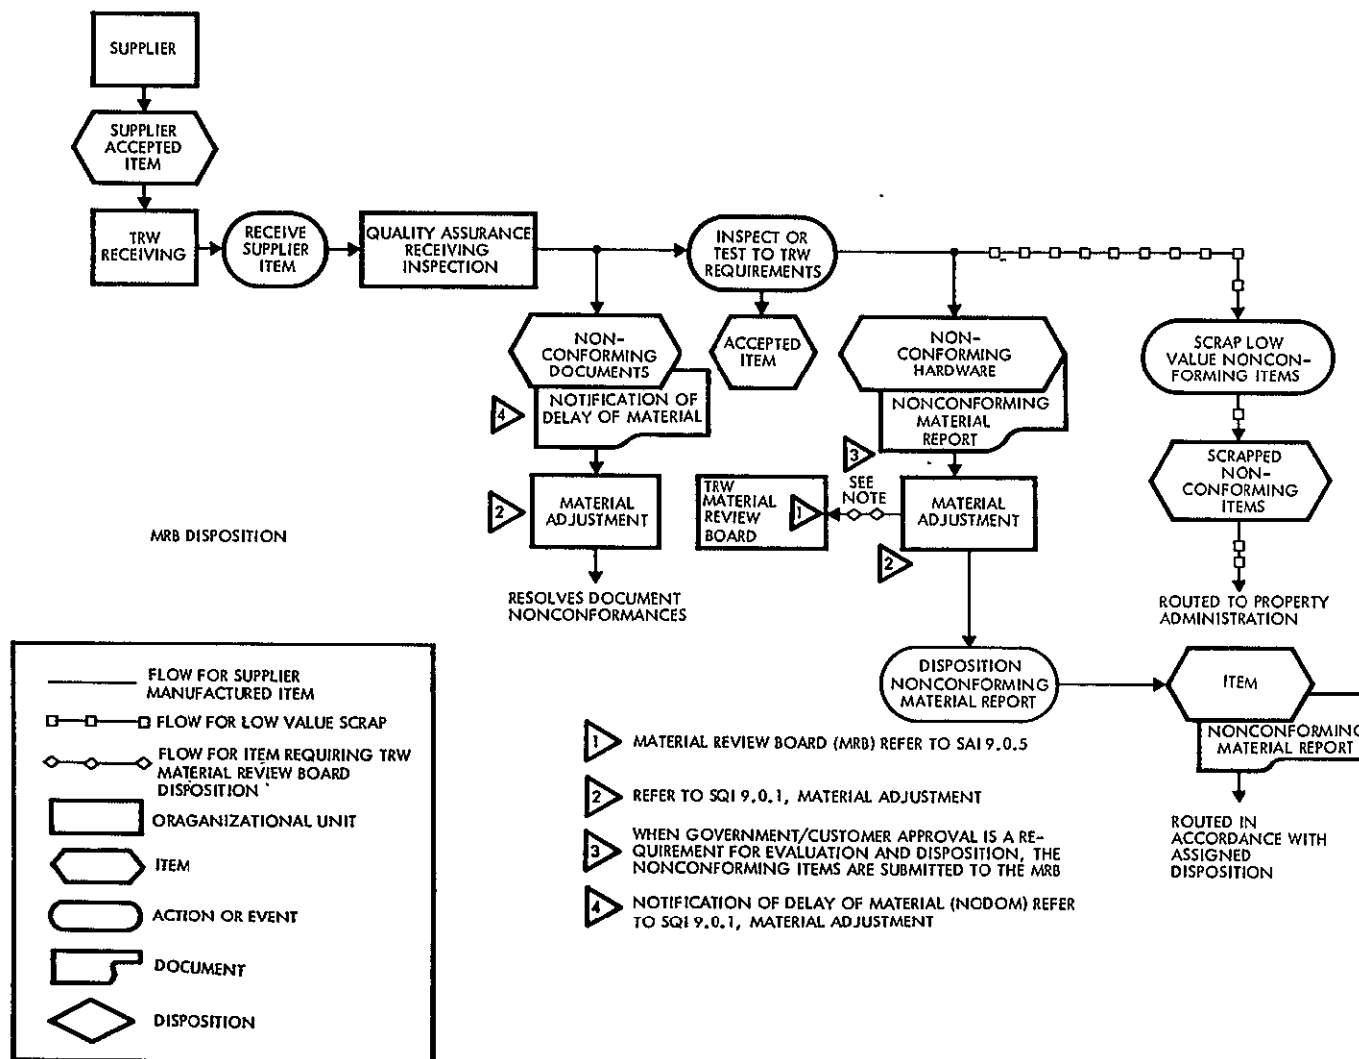 SUPPLIER
SUPPLIER
ACCEPTED
ITEM
TRW
RECEIVING
RECEIVE
SUPPLIER
ITEM
QUALITY ASSURANCE
RECEIVING
INSPECTION
INSPECT OR
TEST TO TRW
REQUIREMENTS
NON-
CONFORMING
DOCUMENTS
ACCEPTED
ITEM
NON-
CONFORMING
HARDWARE
SCRAP LOW
VALUE NONCON-
FORMING ITEMS
4
NOTIFICATION OF
DELAY OF MATERIAL
NONCONFORMING
MATERIAL
REPORT
3
SCRAPPED
NON-
CONFORMING
ITEMS
2
MATERIAL
ADJUSTMENT
TRW
MATERIAL
REVIEW
BOARD
1
SEE
NOTE
MATERIAL
ADJUSTMENT
2
MRB DISPOSITION
RESOLVES DOCUMENT
NONCONFORMANCES
ROUTED TO PROPERTY
ADMINISTRATION
DISPOSITION
NONCONFORMING
MATERIAL REPORT
ITEM
NONCONFORMING
MATERIAL REPORT
ROUTED IN
ACCORDANCE WITH
ASSIGNED
DISPOSITION
FLOW FOR SUPPLIER
MANUFACTURED ITEM
FLOW FOR LOW VALUE SCRAP
FLOW FOR ITEM REQUIRING TRW
MATERIAL REVIEW BOARD
DISPOSITION
ORAGANIZATIONAL UNIT
ITEM
ACTION OR EVENT
DOCUMENT
DISPOSITION
1 MATERIAL REVIEW BOARD (MRB) REFER TO SAI 9.0.5
2 REFER TO SQI 9.0.1, MATERIAL ADJUSTMENT
3 WHEN GOVERNMENT/CUSTOMER APPROVAL IS A RE-
QUIREMENT FOR EVALUATION AND DISPOSITION, THE
NONCONFORMING ITEMS ARE SUBMITTED TO THE MRB
4 NOTIFICATION OF DELAY OF MATERIAL (NODOM) REFER
TO SQI 9.0.1, MATERIAL ADJUSTMENT